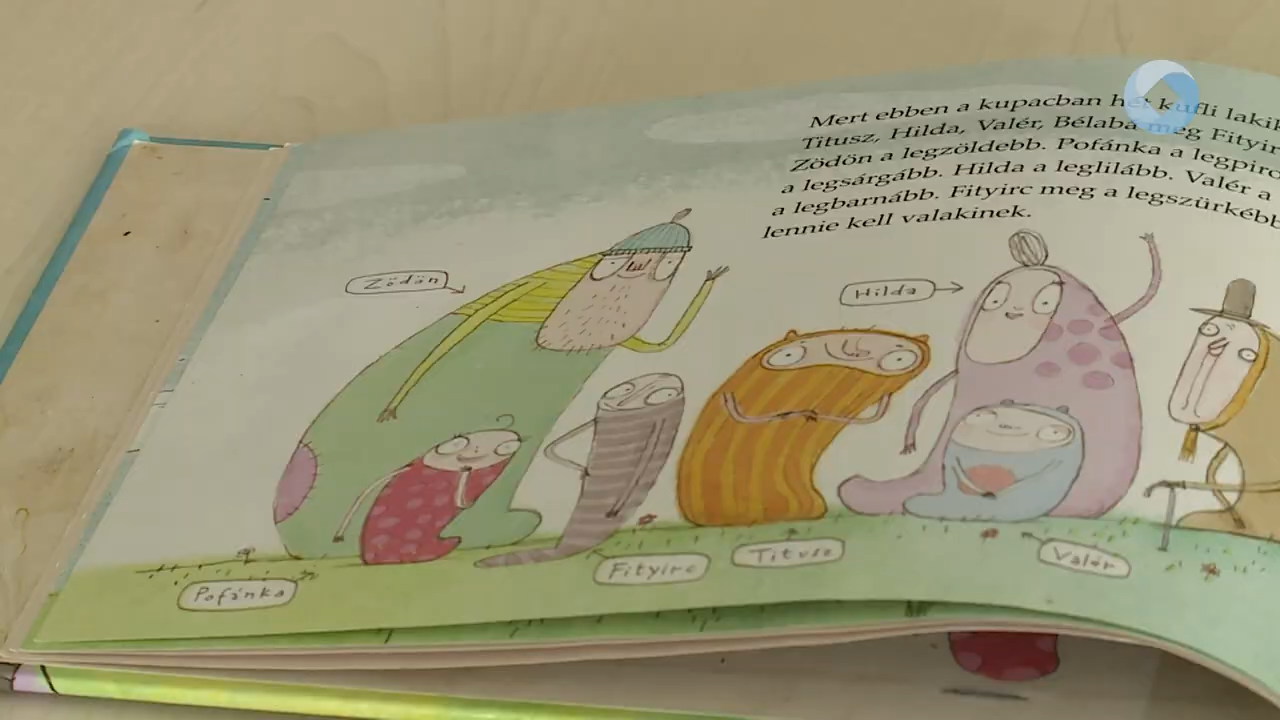 Mert ebben a kupacban hét kufli lakik
Titusz, Hilda, Valér, Bélabá meg Fityir
Zödön a legzöldebb. Pofánka a legpiro
a legsárgább. Hilda a leglilább. Valér a
a legbarnább. Fityirc meg a legszürkébb
lennie kell valakinek.
Zödön
Hilda
Pofánka
Fityirc
Titusz
Valér